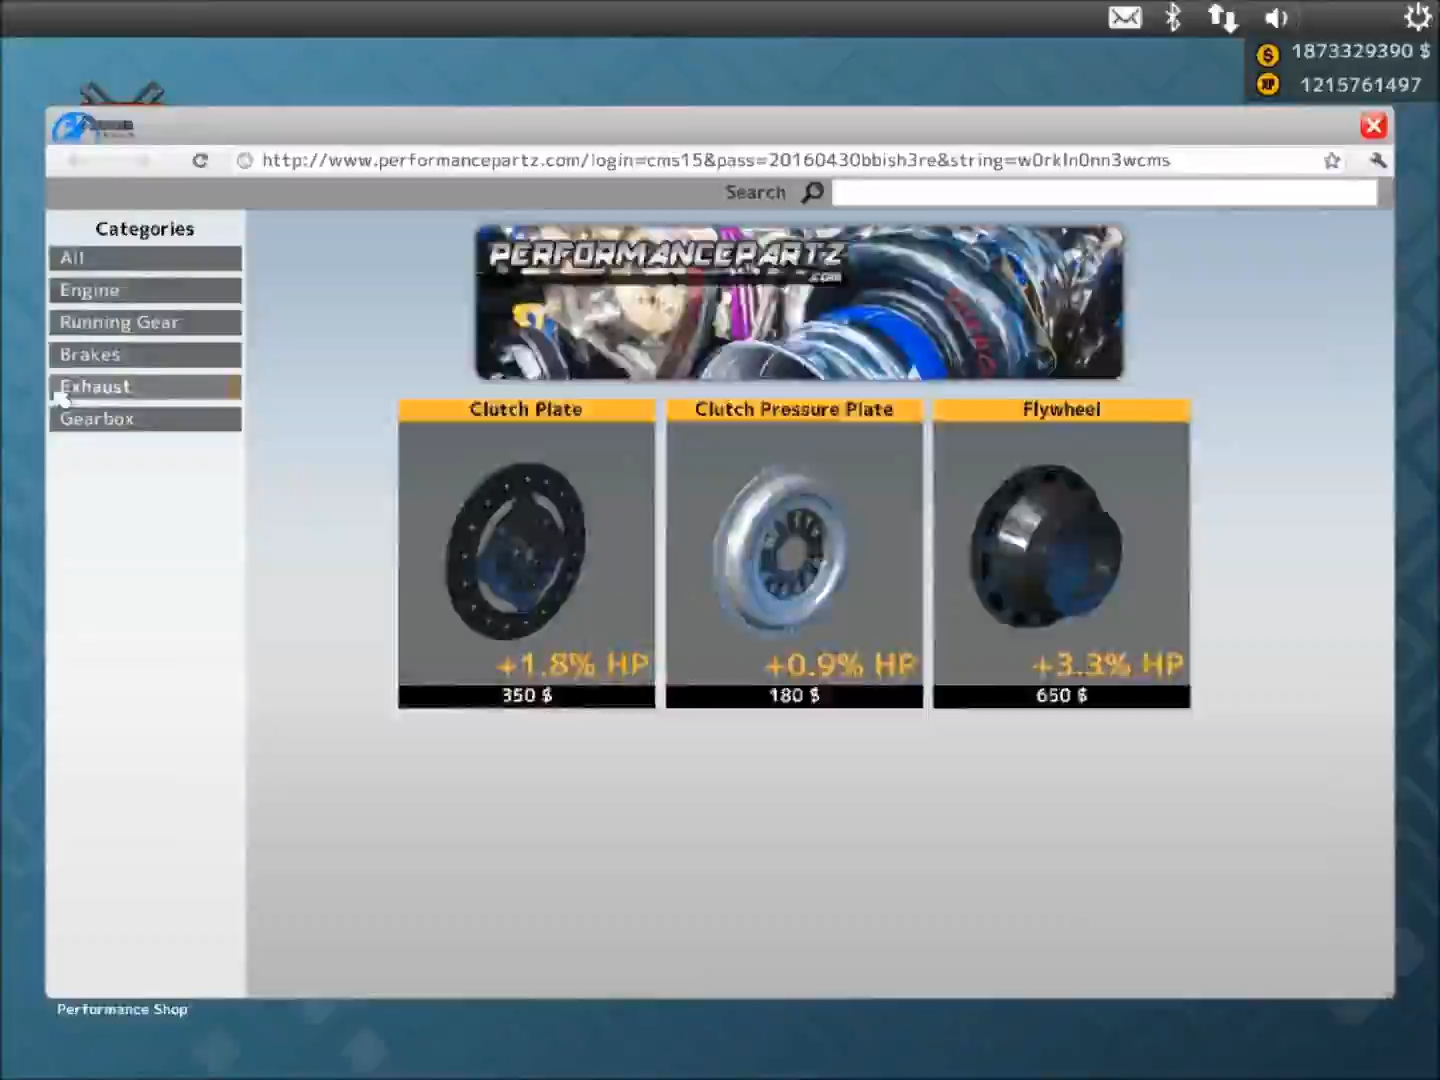 1873329390 $
XP 1215761497
http://www.performancepartz.com/login=cms15&pass=20160430bbish3re&string=w0rkIn0nn3wcms
Search
Categories
All
Engine
Running Gear
Brakes
Exhaust
Gearbox
PERFORMANCEPARTZ
.COM
Clutch Plate
+1.8% HP
350 $
Clutch Pressure Plate
+0.9% HP
180 $
Flywheel
+3.3% HP
650 $
Performance Shop